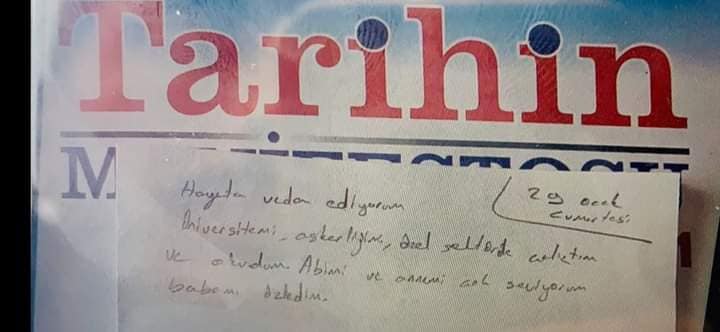 Tarihin
Hayata veda ediyorum
29 ocak
Cumartesi
Üniversitemi, askerliğimi, özel sektörde çalıştım
ve okudum. Abimi ve annemi çok seviyorum
babamı özledim.